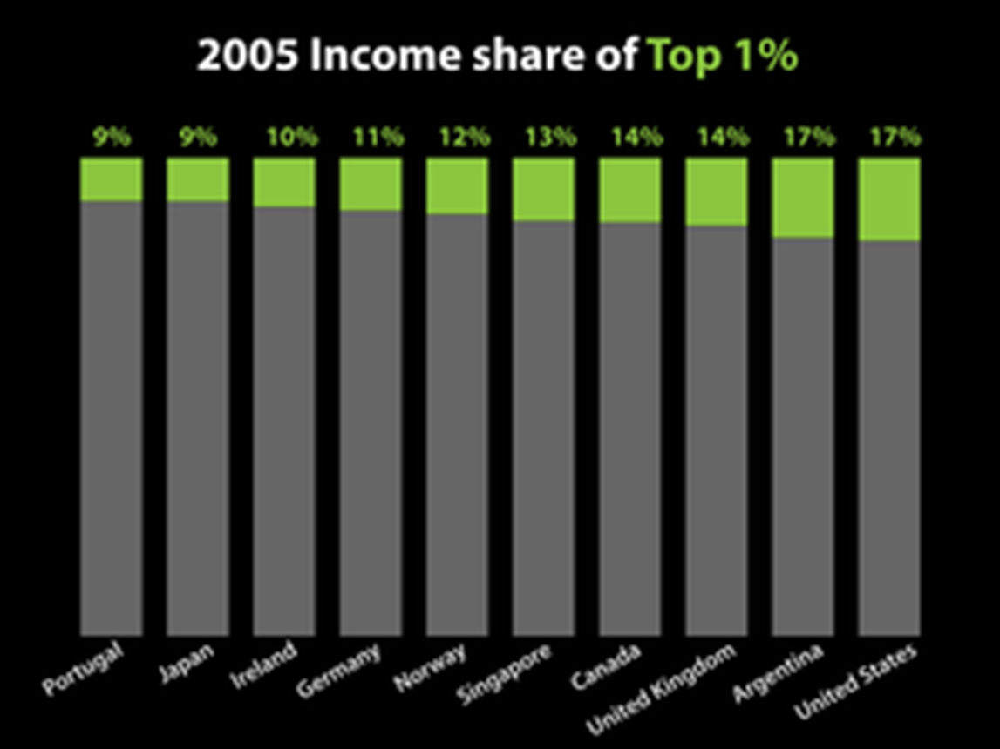 2005 Income share of Top 1%
9% 9% 10% 11% 12% 13% 14% 14% 17% 17%
Portugal Japan Ireland Germany Norway Singapore Canada United Kingdom Argentina United States